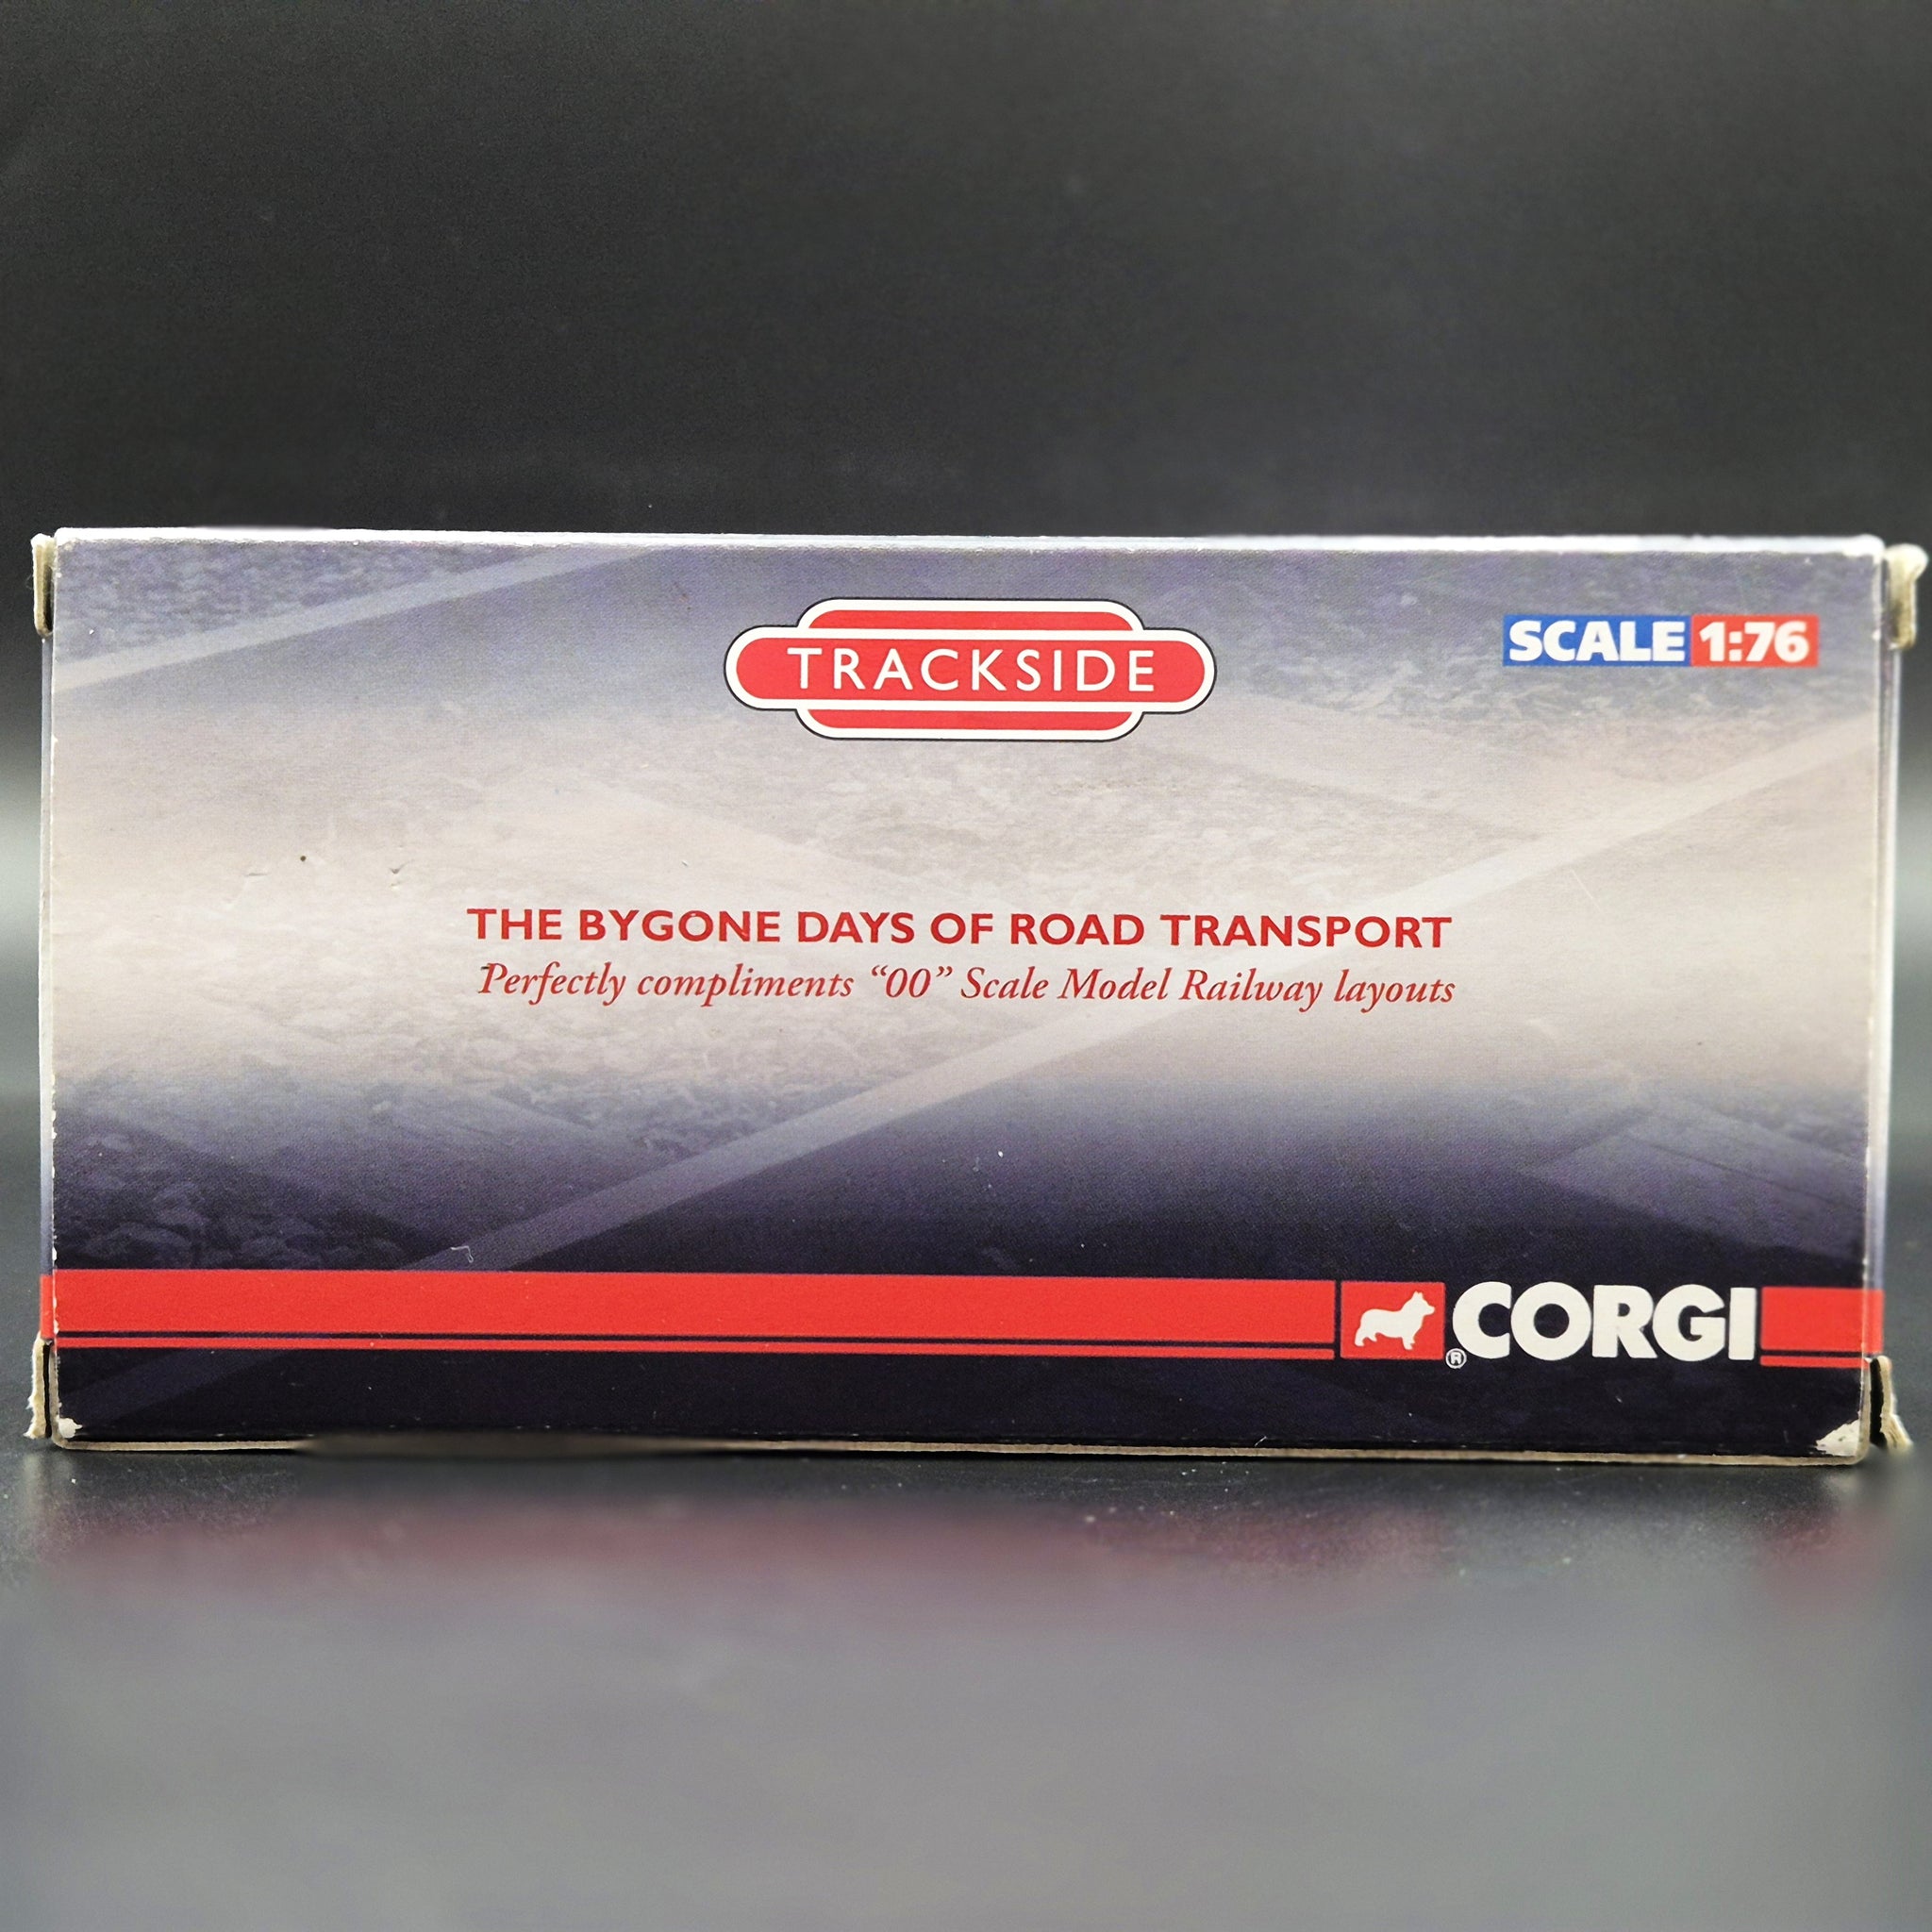 TRACKSIDE
SCALE 1:76
THE BYGONE DAYS OF ROAD TRANSPORT
Perfectly compliments “00” Scale Model Railway layouts
® CORGI